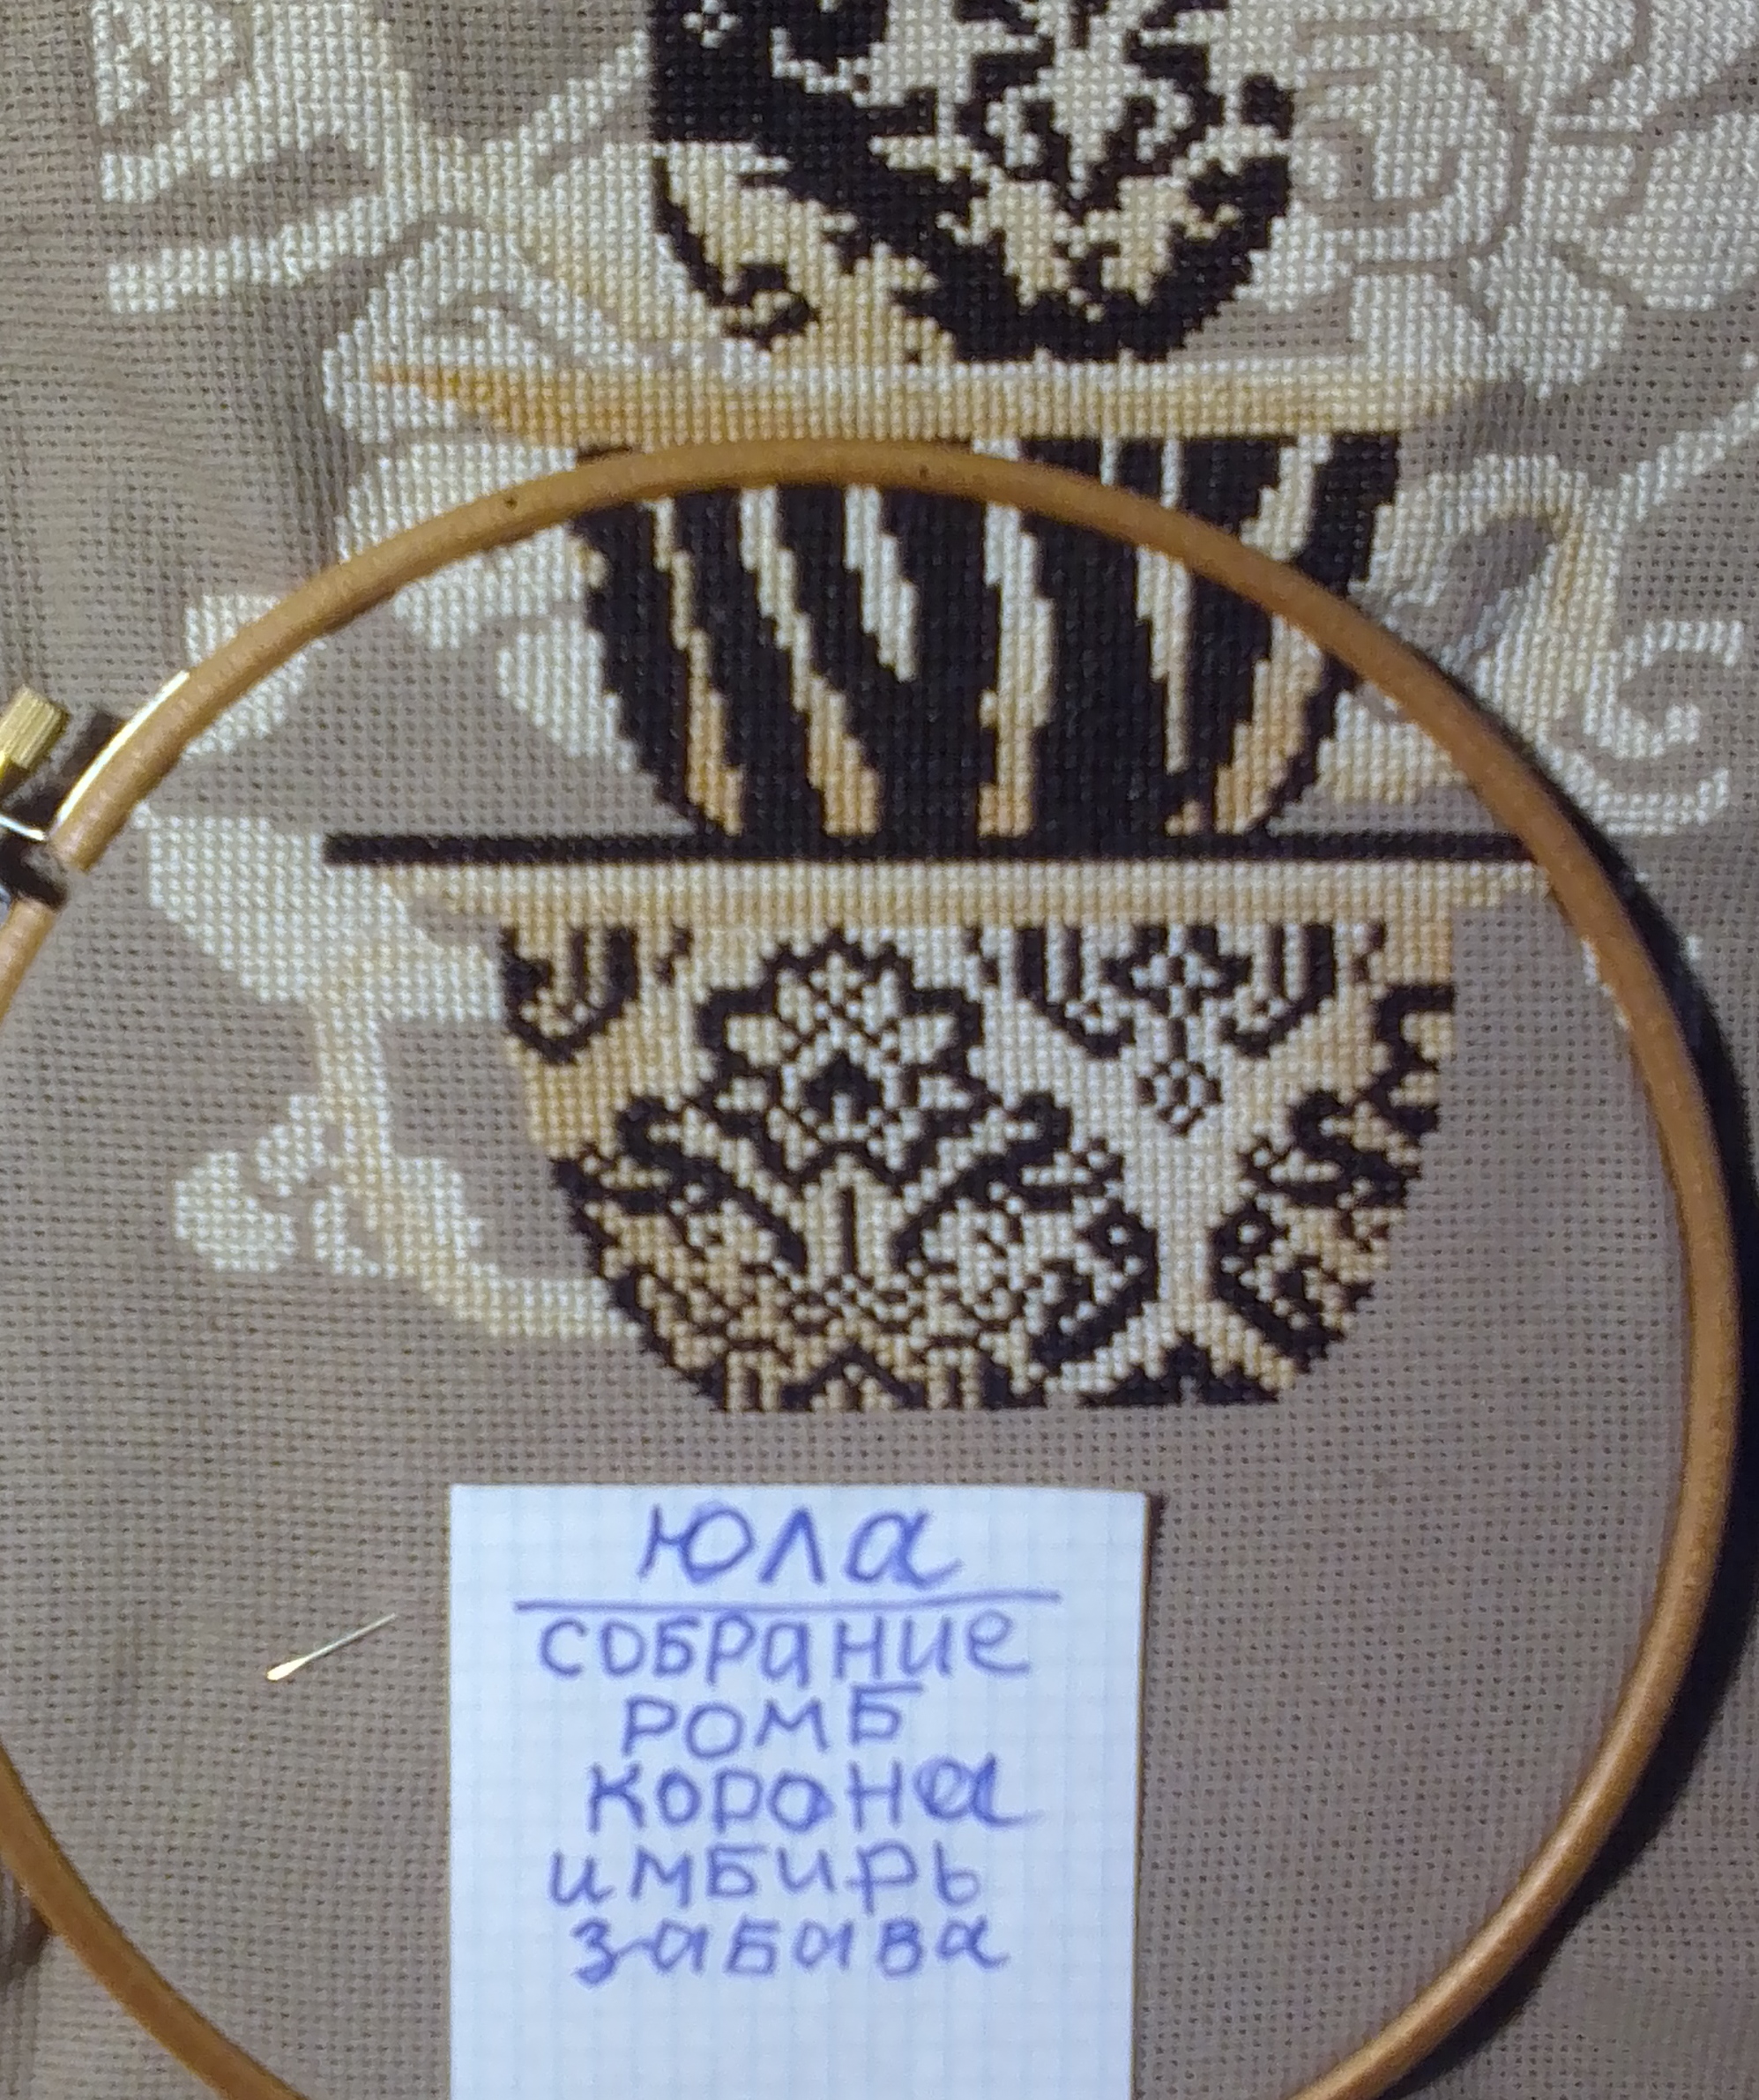 юла
собрание
ромб
корона
имбирь
забава